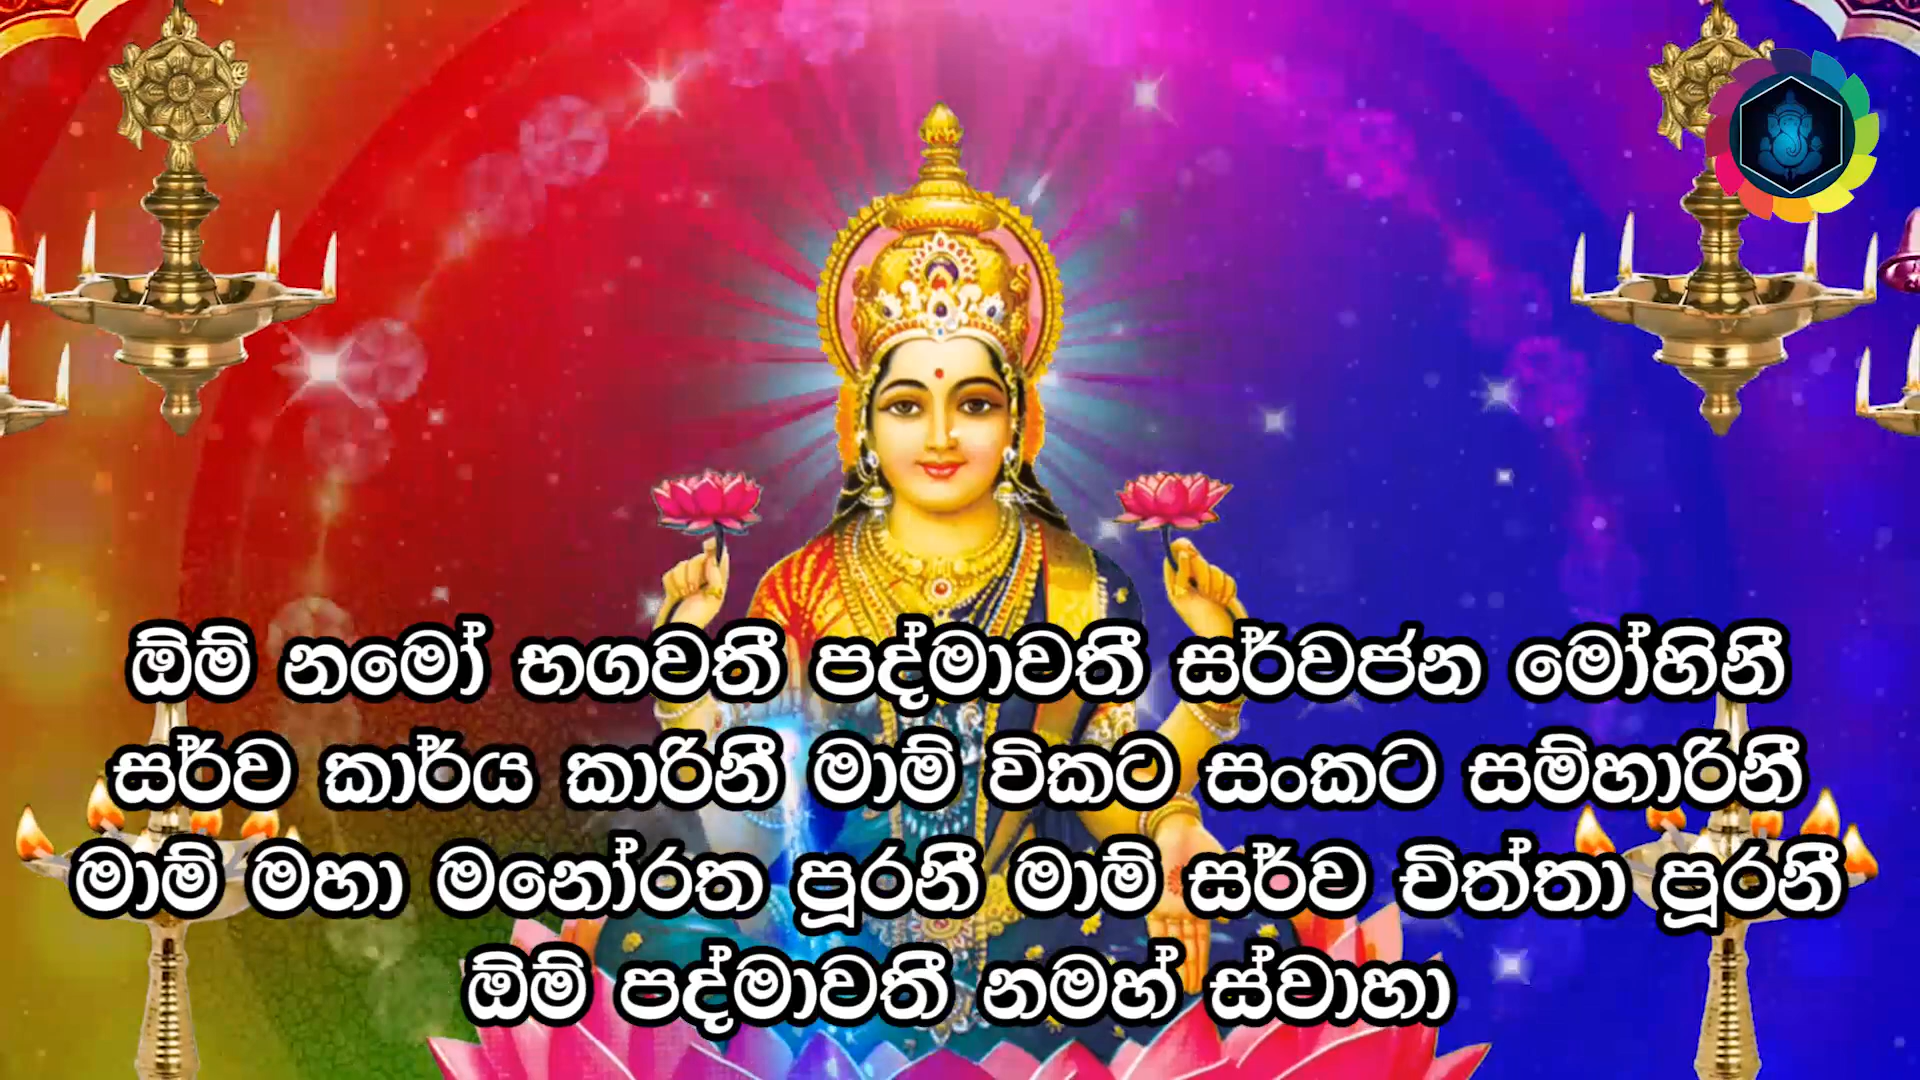 ඕම් නමෝ භගවතී පද්මාවතී සර්වජන මෝහිනී
සර්ව කාර්ය කාරිනී මාම් විකට සංකට සම්හාරිනී
මාම් මහා මනෝරත පූරනී මාම් සර්ව චිත්තා පූරනී
ඕම් පද්මාවතී නමහ් ස්වාහා